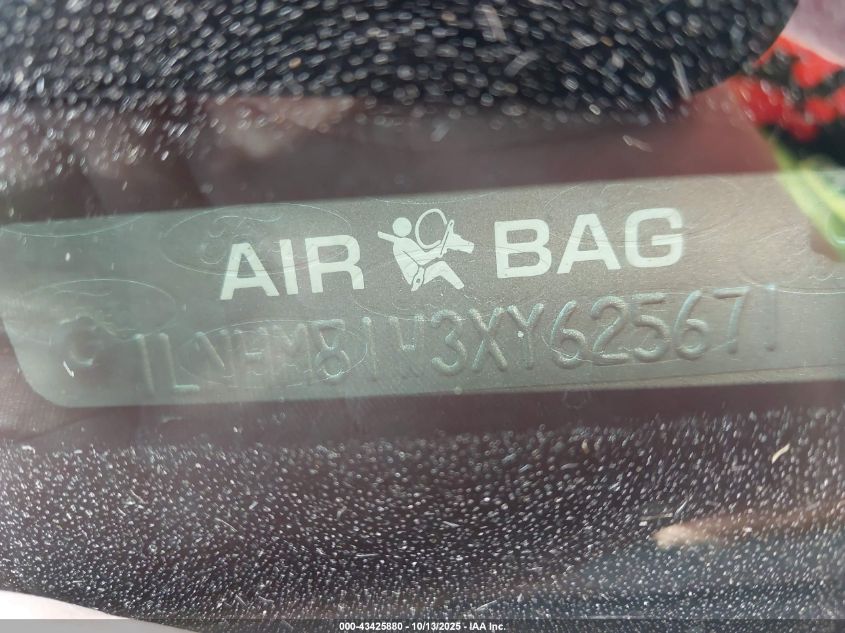 AIR BAG
1LNHM81W3XY625671
000-43425880 - 10/13/2025 - IAA Inc.